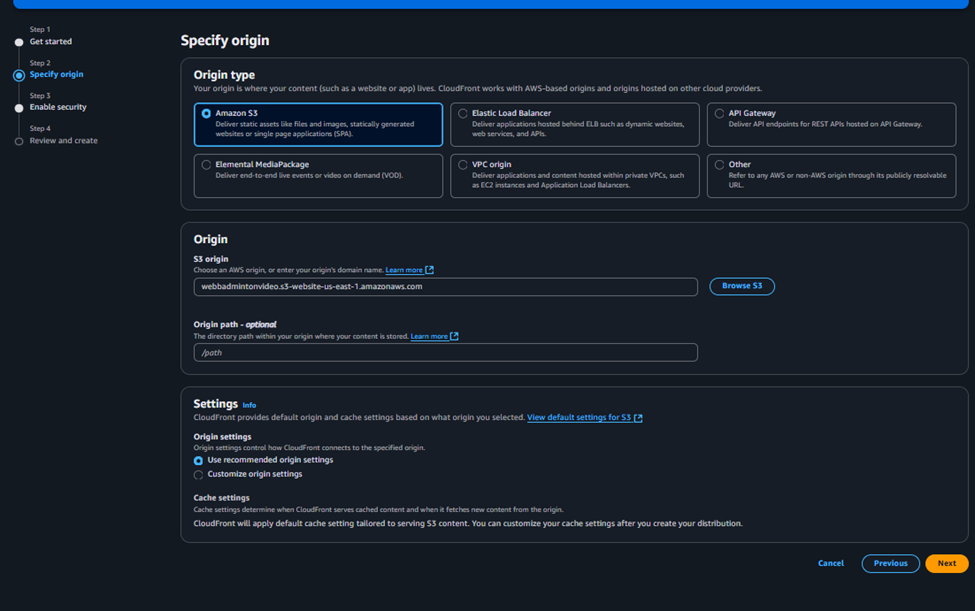 Step 1
Get started
Step 2
Specify origin
Step 3
Enable security
Step 4
Review and create
Specify origin
Origin type
Your origin is where your content (such as a website or app) lives. CloudFront works with AWS-based origins and origins hosted on other cloud providers.
Amazon S3
Deliver static assets like files and images, statically generated
websites or single page applications (SPA).
Elastic Load Balancer
Deliver applications hosted behind ELB such as dynamic websites,
web services, and APIs.
API Gateway
Deliver API endpoints for REST APIs hosted on API Gateway.
Elemental MediaPackage
Deliver end-to-end live events or video on demand (VOD).
VPC origin
Deliver applications and content hosted within private VPCs, such
as EC2 instances and Application Load Balancers.
Other
Refer to any AWS or non-AWS origin through its publicly resolvable
URL.
Origin
S3 origin
Choose an AWS origin, or enter your origin's domain name. Learn more
webbadmintonvideo.s3-website-us-east-1.amazonaws.com
Browse S3
Origin path - optional
The directory path within your origin where your content is stored. Learn more
/path
Settings Info
CloudFront provides default origin and cache settings based on what origin you selected. View default settings for S3
Origin settings
Origin settings control how CloudFront connects to the specified origin.
Use recommended origin settings
Customize origin settings
Cache settings
Cache settings determine when CloudFront serves cached content and when it fetches new content from the origin.
CloudFront will apply default cache setting tailored to serving S3 content. You can customize your cache settings after you create your distribution.
Cancel
Previous
Next